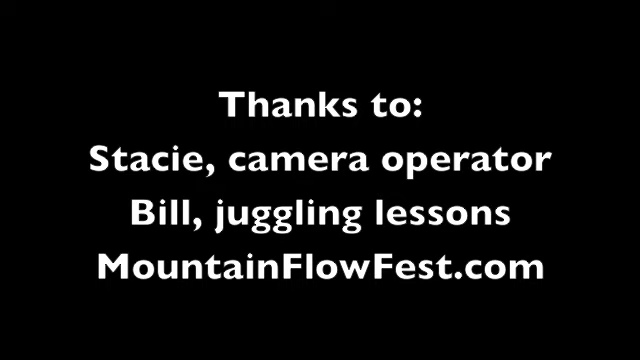 Thanks to:
Stacie, camera operator
Bill, juggling lessons
MountainFlowFest.com